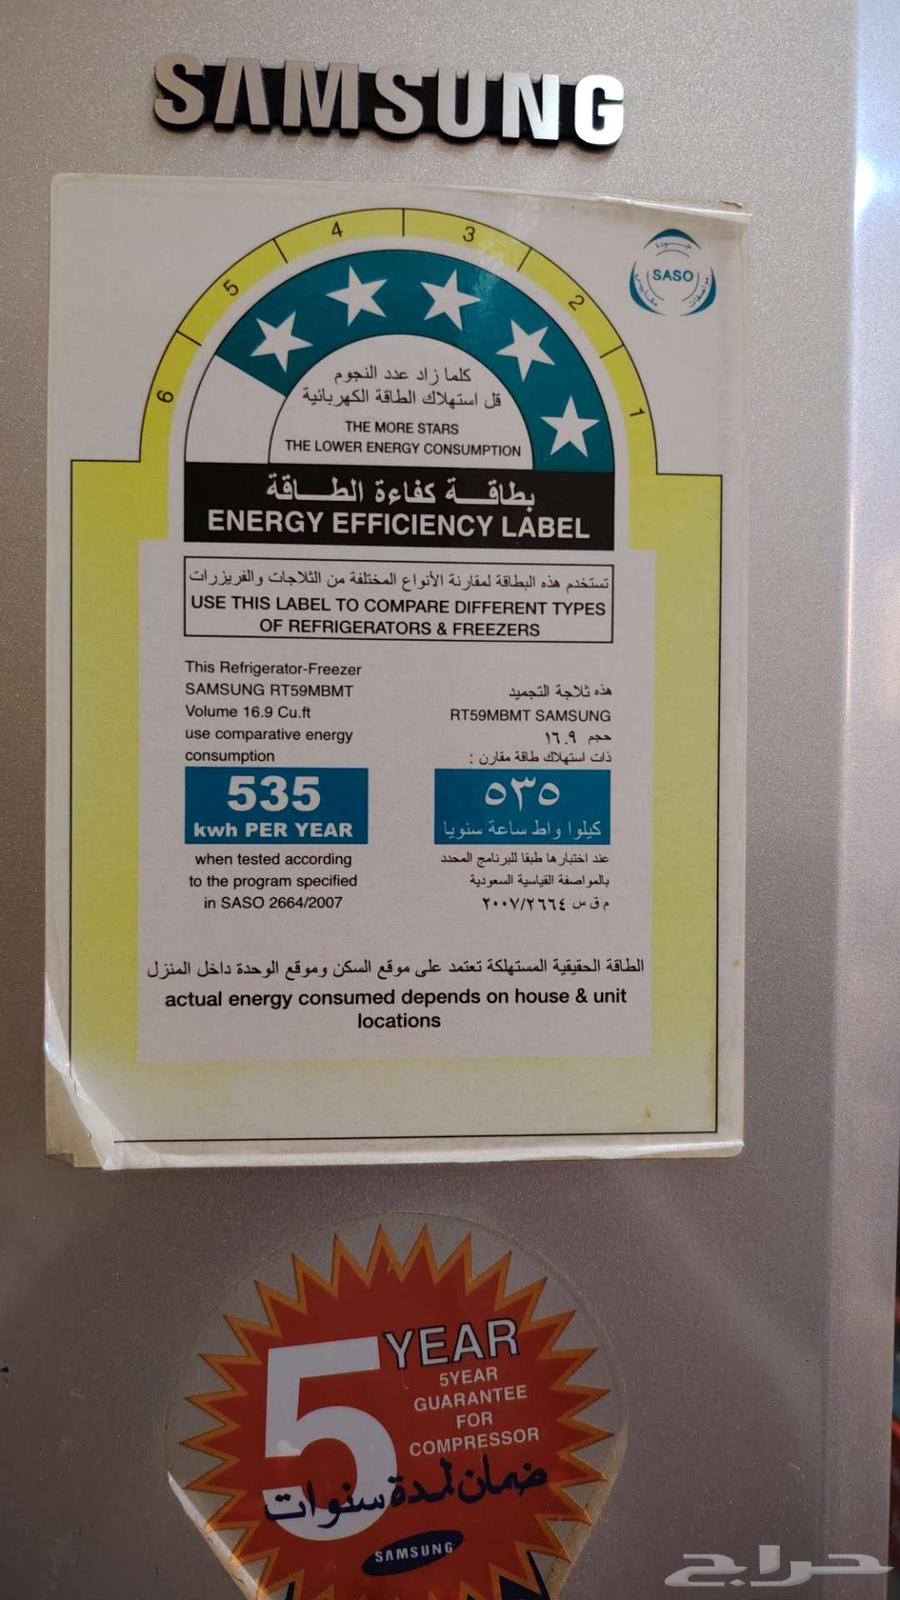 SAMSUNG
1
2
3
4
5
6
جودة
SASO
مقاييس
مواصفات
كلما زاد عدد النجوم
قل استهلاك الطاقة الكهربائية
THE MORE STARS
THE LOWER ENERGY CONSUMPTION
بطاقة كفاءة الطاقة
ENERGY EFFICIENCY LABEL
تستخدم هذه البطاقة لمقارنة الأنواع المختلفة من الثلاجات والفريزرات
USE THIS LABEL TO COMPARE DIFFERENT TYPES
OF REFRIGERATORS & FREEZERS
This Refrigerator-Freezer
SAMSUNG RT59MBMT
Volume 16.9 Cu.ft
use comparative energy
consumption
535
kwh PER YEAR
when tested according
to the program specified
in SASO 2664/2007
هذه ثلاجة التجميد
RT59MBMT SAMSUNG
حجم ١٦.٩
ذات استهلاك طاقة مقارن :
٥٣٥
كيلوا واط ساعة سنويا
عند اختبارها طبقا للبرنامج المحدد
بالمواصفة القياسية السعودية
م ق س ٢٠٠٧/٢٦٦٤
الطاقة الحقيقية المستهلكة تعتمد على موقع السكن وموقع الوحدة داخل المنزل
actual energy consumed depends on house & unit
locations
5 YEAR
5YEAR
GUARANTEE
FOR
COMPRESSOR
ضمان لمدة سنوات
SAMSUNG
حراج